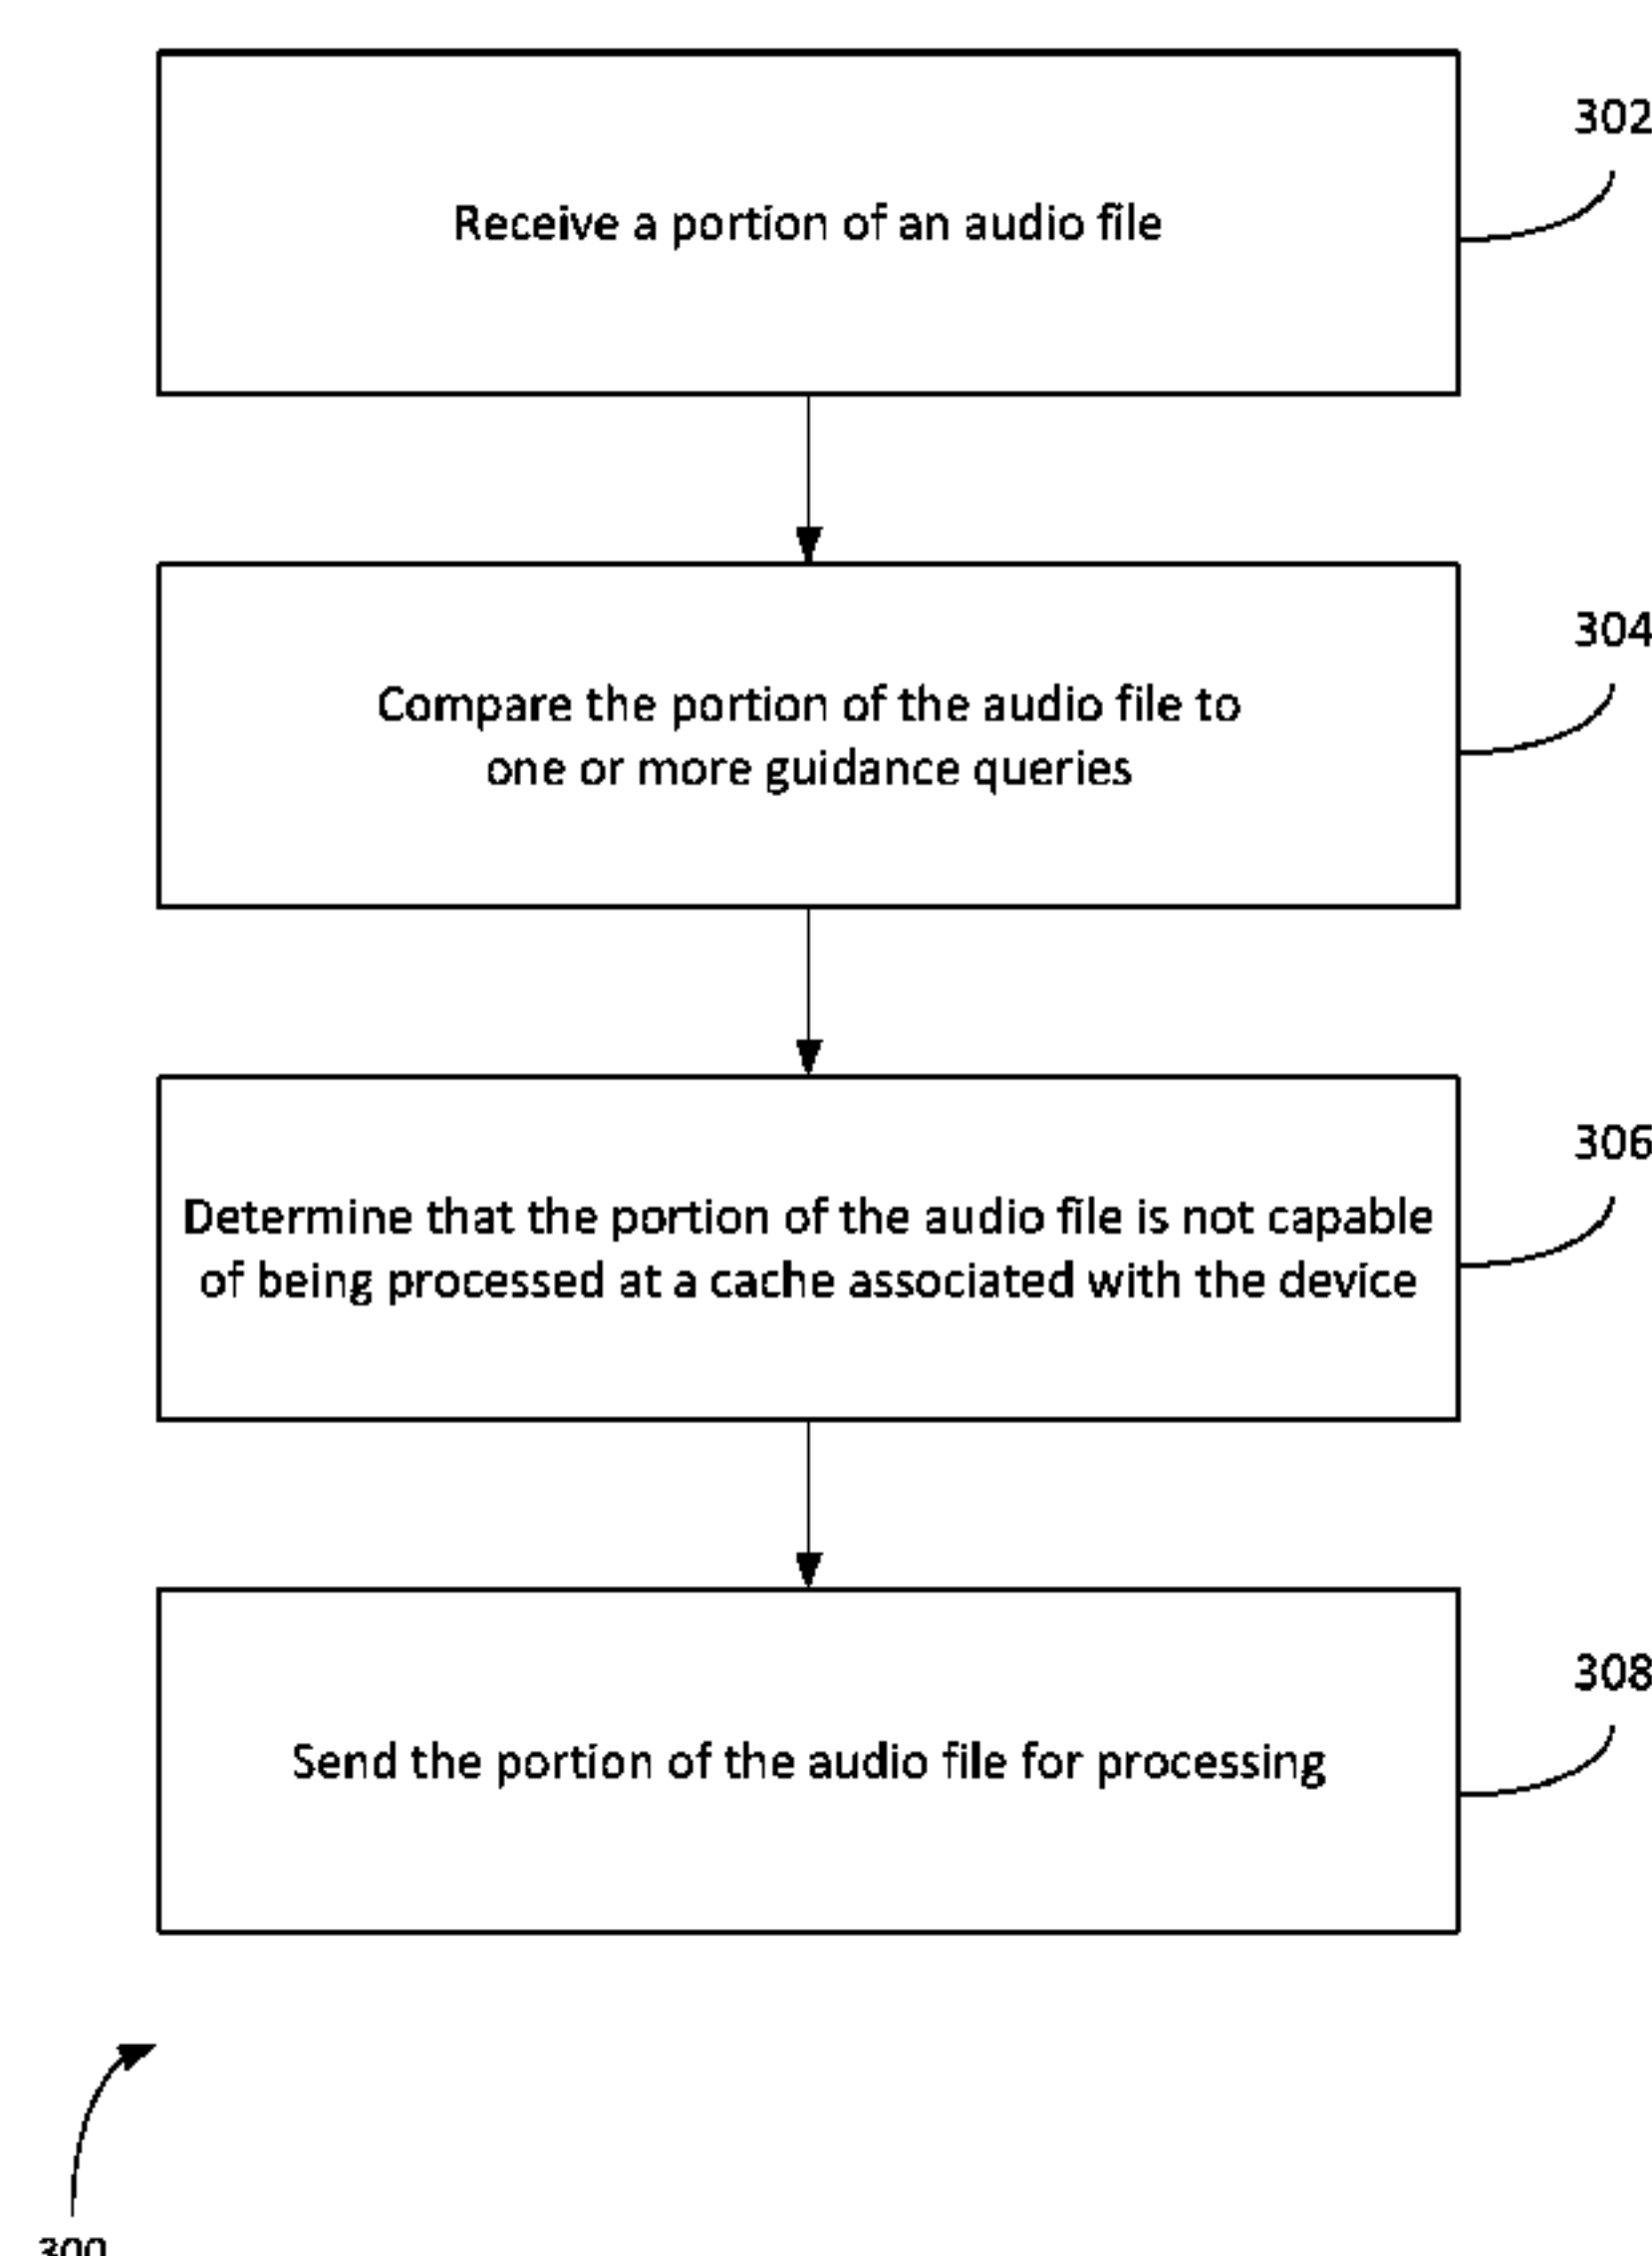 302
Receive a portion of an audio file
304
Compare the portion of the audio file to
one or more guidance queries
306
Determine that the portion of the audio file is not capable
of being processed at a cache associated with the device
308
Send the portion of the audio file for processing
300